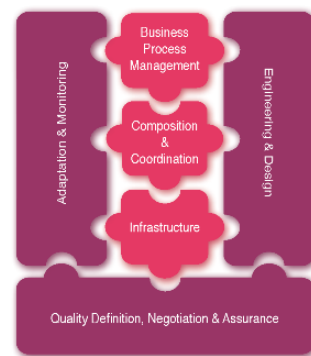 Business
Process
Management
Adaptation & Monitoring
Engineering & Design
Composition
&
Coordination
Infrastructure
Quality Definition, Negotiation & Assurance